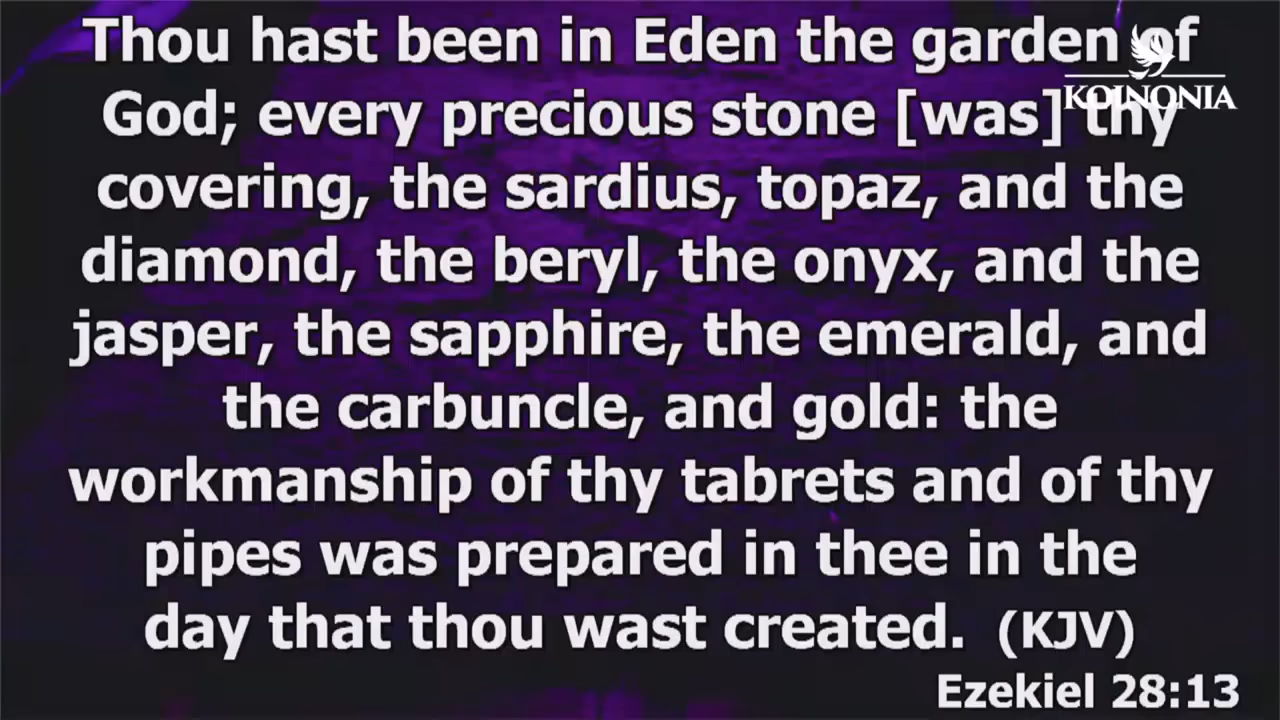 Thou hast been in Eden the garden of
God; every precious stone [was] thy
covering, the sardius, topaz, and the
diamond, the beryl, the onyx, and the
jasper, the sapphire, the emerald, and
the carbuncle, and gold: the
workmanship of thy tabrets and of thy
pipes was prepared in thee in the
day that thou wast created. (KJV)
Ezekiel 28:13
KOINONIA